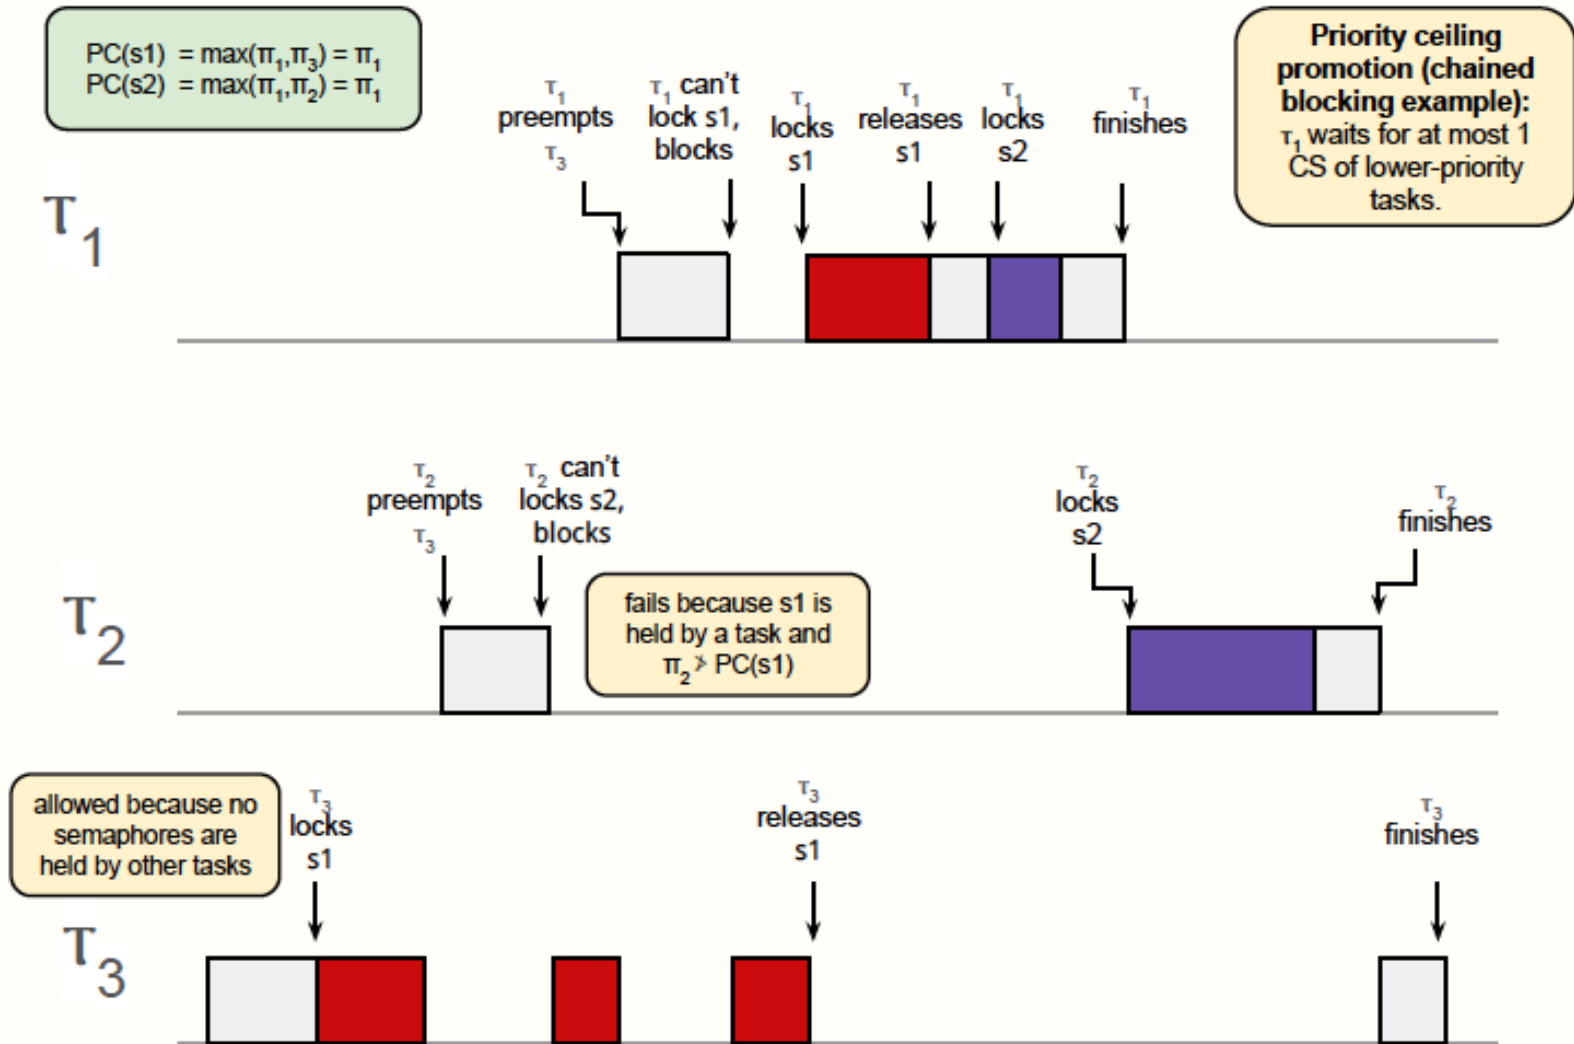 PC(s1) = max(π₁,π₃) = π₁
PC(s2) = max(π₁,π₂) = π₁
Priority ceiling
promotion (chained
blocking example):
τ₁ waits for at most 1
CS of lower-priority
tasks.
τ₁
preempts
τ₃
τ₁ can't
lock s1,
blocks
τ₁
locks
s1
τ₁
releases
s1
τ₁
locks
s2
τ₁
finishes
τ₁
τ₂
preempts
τ₃
τ₂ can't
locks s2,
blocks
fails because s1 is
held by a task and
π₂ ≯ PC(s1)
τ₂
locks
s2
τ₂
finishes
τ₂
allowed because no
semaphores are
held by other tasks
τ₃
locks
s1
τ₃
releases
s1
τ₃
finishes
τ₃